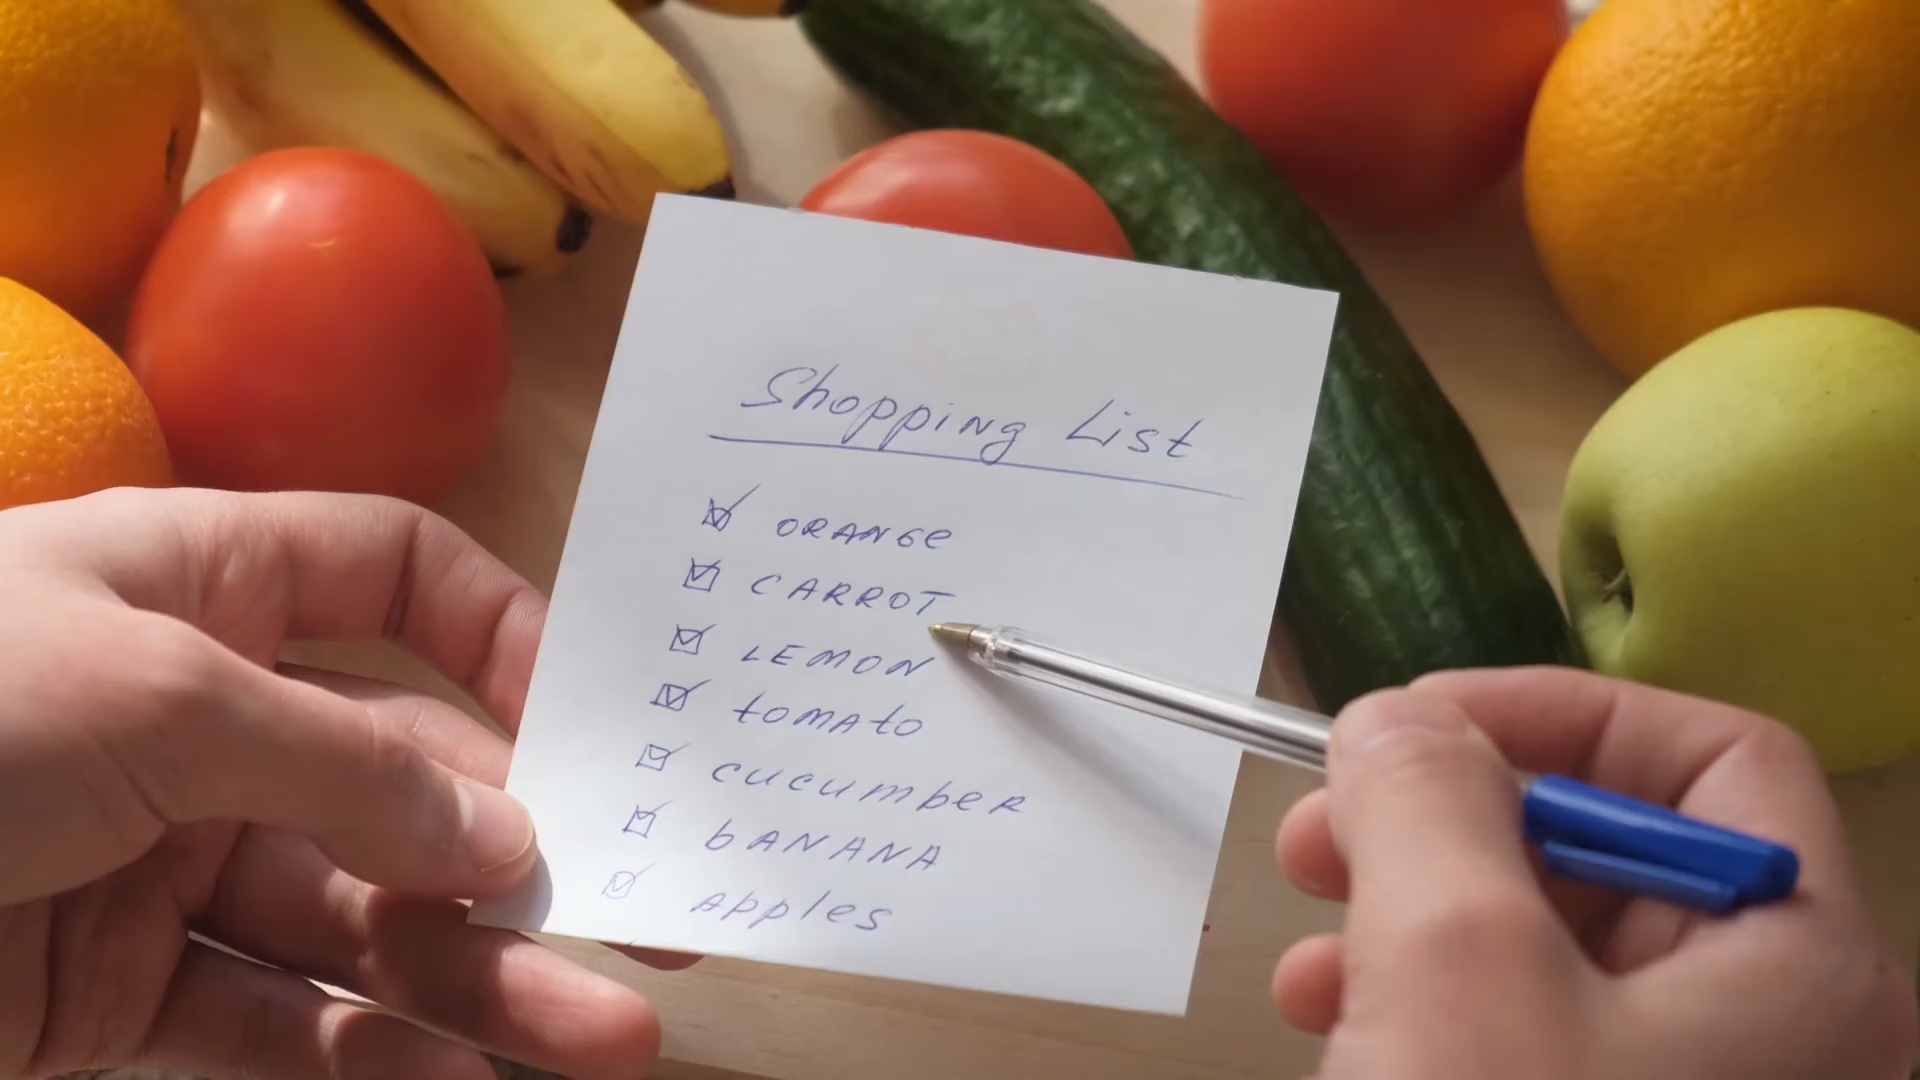 Shopping List
ORANGe
CARROT
LEMON
tomato
cucumbeR
bANANA
Apples